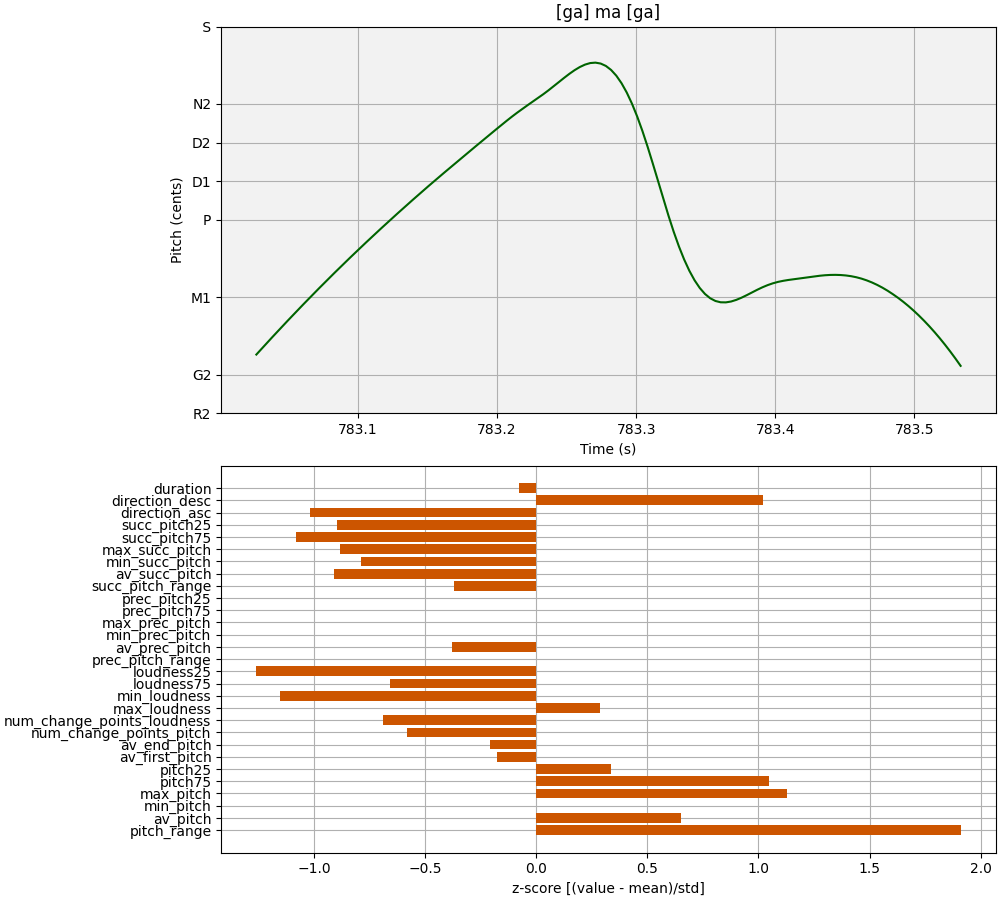 [ga] ma [ga]
S
N2
D2
D1
P
M1
G2
R2
Pitch (cents)
783.1 783.2 783.3 783.4 783.5
Time (s)
duration
direction_desc
direction_asc
succ_pitch25
succ_pitch75
max_succ_pitch
min_succ_pitch
av_succ_pitch
succ_pitch_range
prec_pitch25
prec_pitch75
max_prec_pitch
min_prec_pitch
av_prec_pitch
prec_pitch_range
loudness25
loudness75
min_loudness
max_loudness
num_change_points_loudness
num_change_points_pitch
av_end_pitch
av_first_pitch
pitch25
pitch75
max_pitch
min_pitch
av_pitch
pitch_range
−1.0 −0.5 0.0 0.5 1.0 1.5 2.0
z-score [(value - mean)/std]